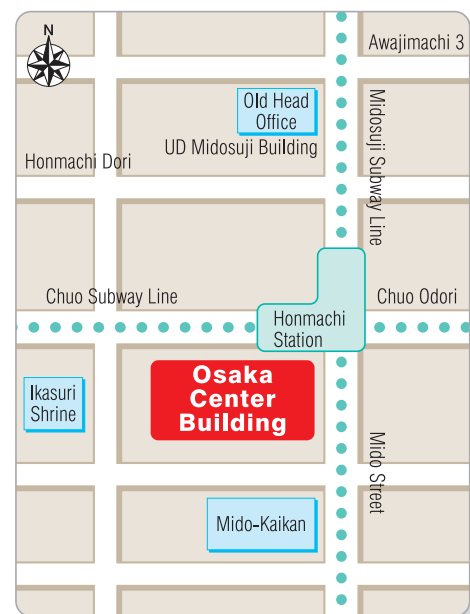 N
Awajimachi 3
Old Head
Office
UD Midosuji Building
Honmachi Dori
Midosuji Subway Line
Chuo Subway Line
Chuo Odori
Honmachi
Station
Ikasuri
Shrine
Osaka
Center
Building
Mido Street
Mido-Kaikan